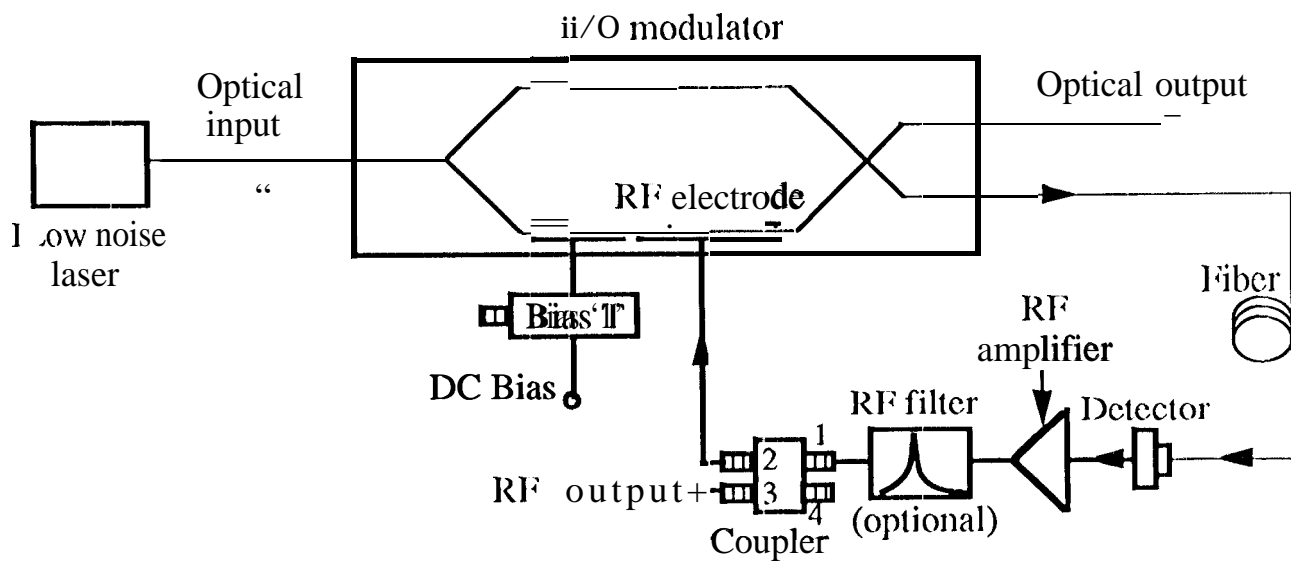 ii/O modulator
Optical
input
“
Optical output
RF electrode
1 .ow noise
laser
Bias 'I'
DC Bias
Fiber
RF
amplifier
RF filter
Detector
(optional)
1
2
3
4
RF output+
Coupler